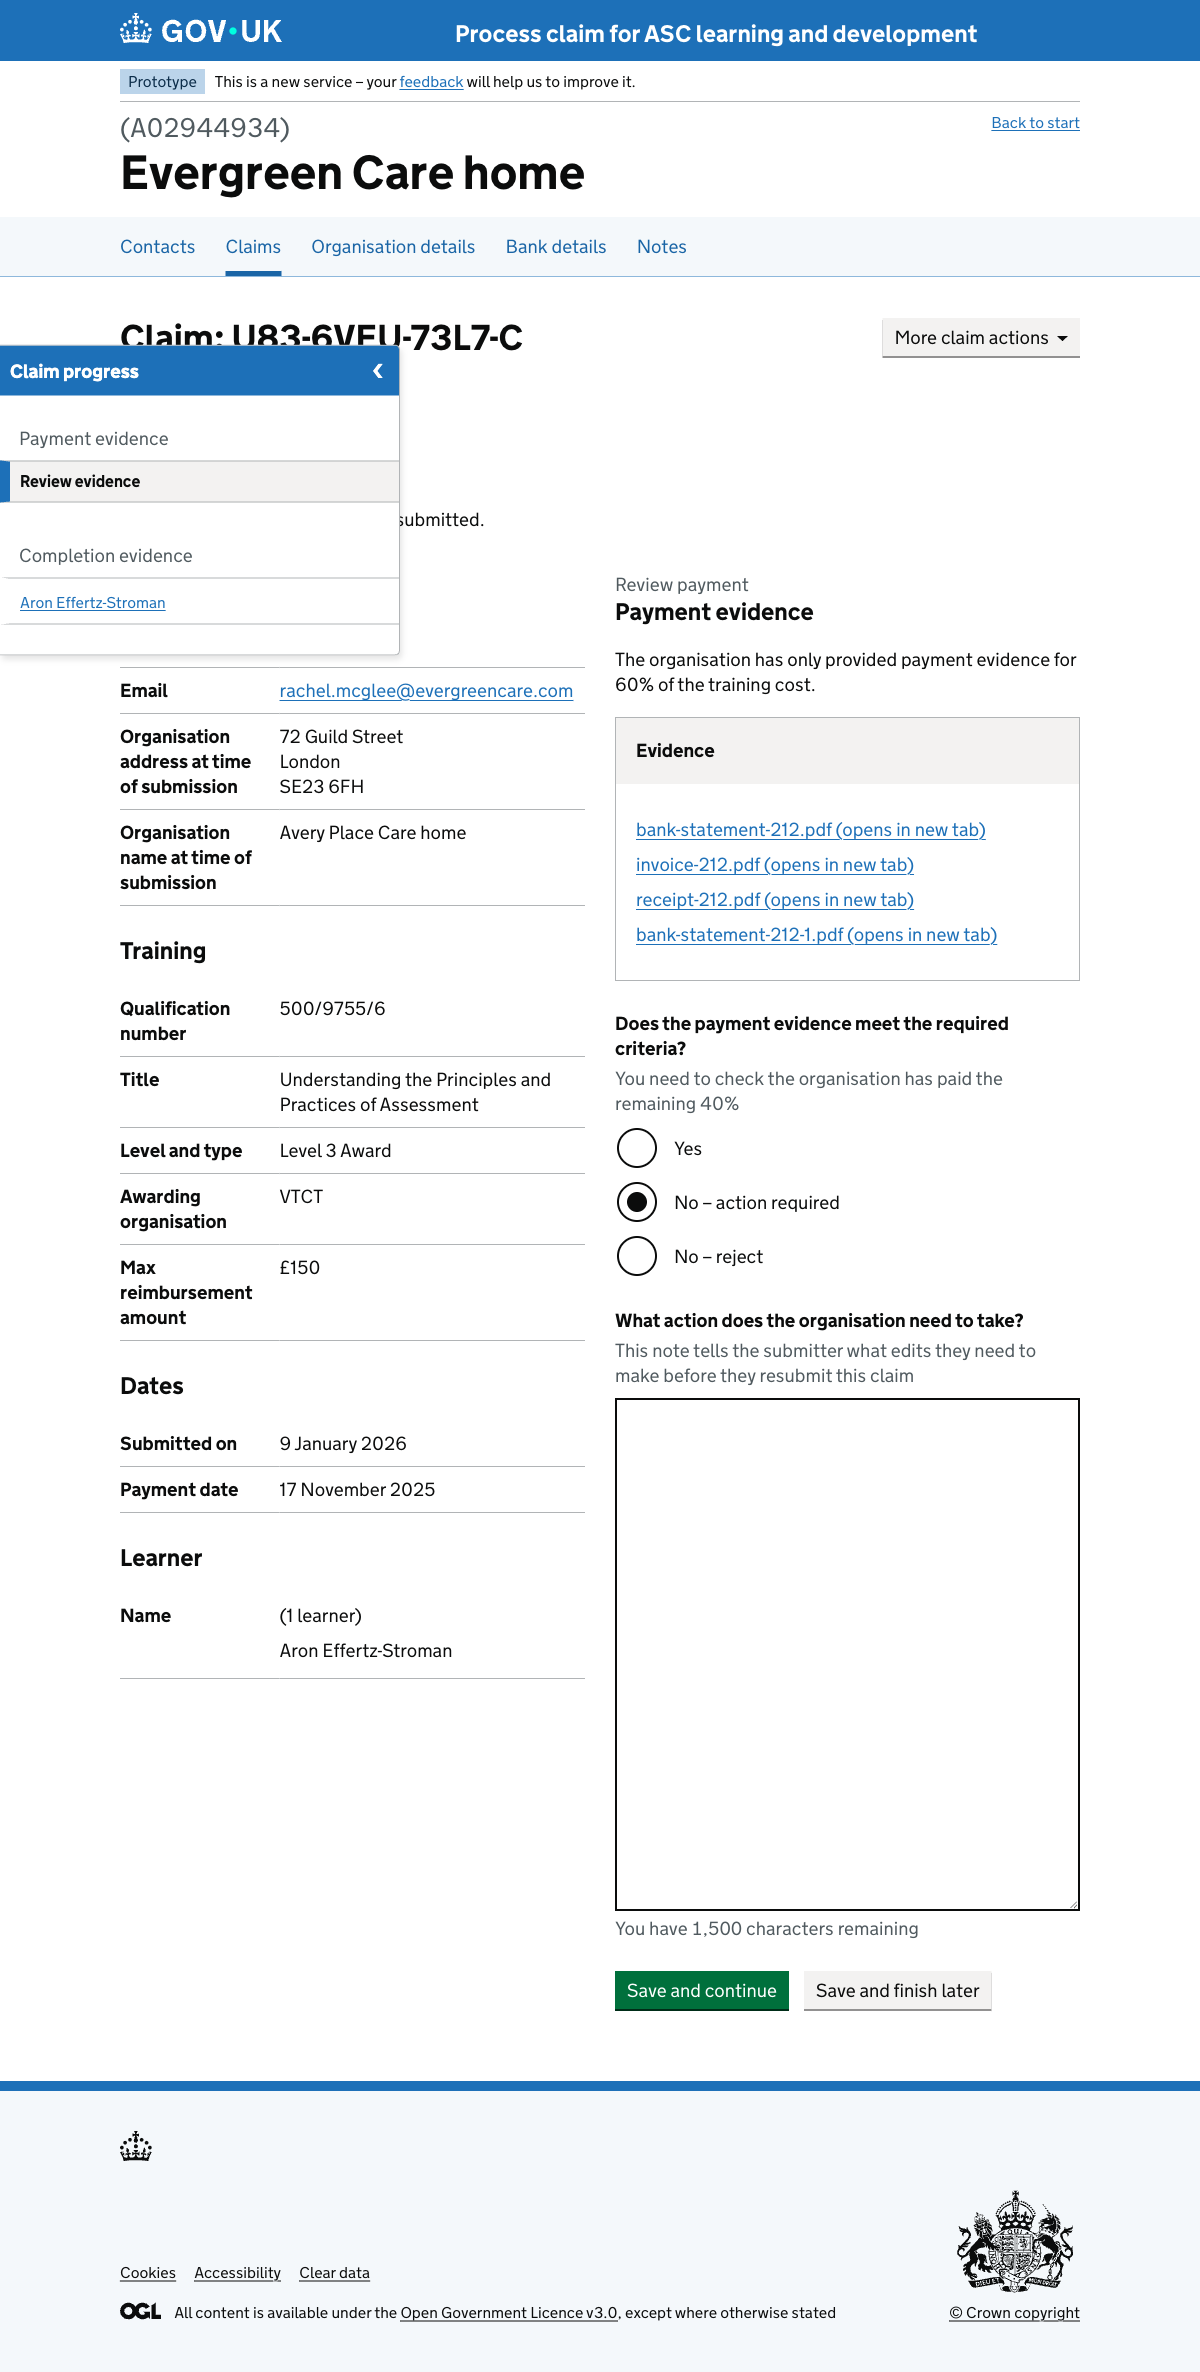 GOV·UK
Process claim for ASC learning and development
Prototype This is a new service – your feedback will help us to improve it.
(A02944934)
Back to start
Evergreen Care home
Contacts Claims Organisation details Bank details Notes
Claim: U83-6VFU-73L7-C
More claim actions
Claim progress
Payment evidence
Review evidence
submitted.
Completion evidence
Aron Effertz-Stroman
Email rachel.mcglee@evergreencare.com
Organisation address at time of submission
72 Guild Street
London
SE23 6FH
Organisation name at time of submission
Avery Place Care home
Training
Qualification number
500/9755/6
Title
Understanding the Principles and
Practices of Assessment
Level and type Level 3 Award
Awarding organisation
VTCT
Max reimbursement amount
£150
Dates
Submitted on 9 January 2026
Payment date 17 November 2025
Learner
Name (1 learner)
Aron Effertz-Stroman
Review payment
Payment evidence
The organisation has only provided payment evidence for
60% of the training cost.
Evidence
bank-statement-212.pdf (opens in new tab)
invoice-212.pdf (opens in new tab)
receipt-212.pdf (opens in new tab)
bank-statement-212-1.pdf (opens in new tab)
Does the payment evidence meet the required
criteria?
You need to check the organisation has paid the
remaining 40%
Yes
No – action required
No – reject
What action does the organisation need to take?
This note tells the submitter what edits they need to
make before they resubmit this claim
You have 1,500 characters remaining
Save and continue Save and finish later
Cookies Accessibility Clear data
OGL All content is available under the Open Government Licence v3.0, except where otherwise stated
© Crown copyright